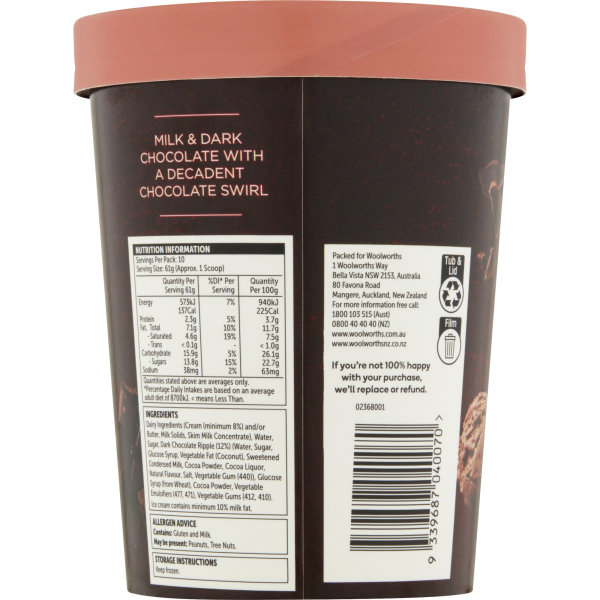 MILK & DARK
CHOCOLATE WITH
A DECADENT
CHOCOLATE SWIRL
NUTRITION INFORMATION
Servings Per Pack: 10
Serving Size: 61g (Approx. 1 Scoop)
Quantity Per Serving 61g %DI* Per Serving Quantity Per 100g
Energy 573kJ 7% 940kJ
137Cal 225Cal
Protein 2.3g 5% 3.7g
Fat, Total 7.1g 10% 11.7g
- Saturated 4.6g 19% 7.5g
- Trans < 0.1g - < 1.0g
Carbohydrate 15.9g 5% 26.1g
- Sugars 13.8g 15% 22.7g
Sodium 38mg 2% 63mg
Quantities stated above are averages only.
*Percentage Daily Intakes are based on an average
adult diet of 8700kJ. < means Less Than.
INGREDIENTS
Dairy Ingredients (Cream (minimum 8%) and/or
Butter, Milk Solids, Skim Milk Concentrate), Water,
Sugar, Dark Chocolate Ripple (12%) (Water, Sugar,
Glucose Syrup, Vegetable Fat (Coconut), Sweetened
Condensed Milk, Cocoa Powder, Cocoa Liquor,
Natural Flavour, Salt, Vegetable Gum (440)), Glucose
Syrup (from Wheat), Cocoa Powder, Vegetable
Emulsifiers (477, 471), Vegetable Gums (412, 410).
Ice cream contains minimum 10% milk fat.
ALLERGEN ADVICE
Contains: Gluten and Milk.
May be present: Peanuts, Tree Nuts.
STORAGE INSTRUCTIONS
Keep frozen.
Packed for Woolworths
1 Woolworths Way
Bella Vista NSW 2153, Australia
80 Favona Road
Mangere, Auckland, New Zealand
For more information call free:
1800 103 515 (Aust)
0800 40 40 40 (NZ)
www.woolworths.com.au
www.woolworthsnz.co.nz
Tub &
Lid
Film
If you're not 100% happy
with your purchase,
we'll replace or refund.
02368001
9 339687 040070 >